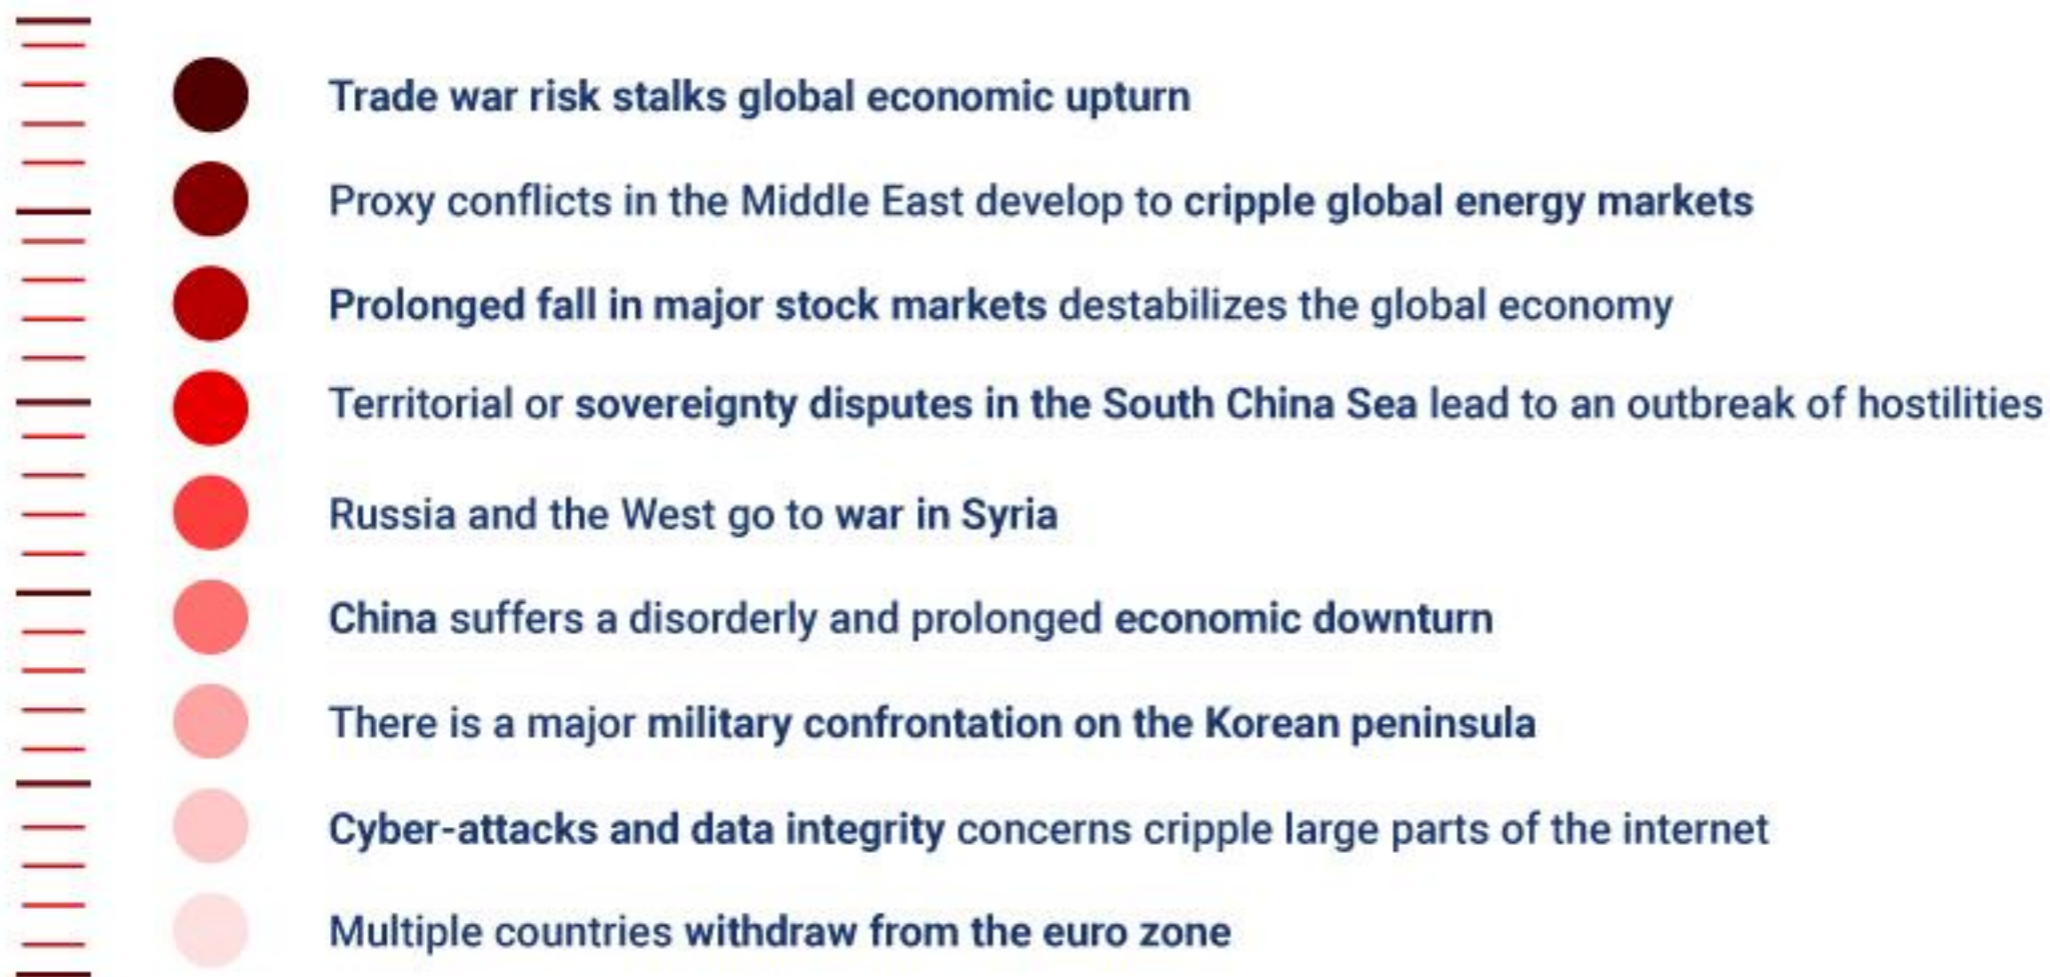 Trade war risk stalks global economic upturn
Proxy conflicts in the Middle East develop to cripple global energy markets
Prolonged fall in major stock markets destabilizes the global economy
Territorial or sovereignty disputes in the South China Sea lead to an outbreak of hostilities
Russia and the West go to war in Syria
China suffers a disorderly and prolonged economic downturn
There is a major military confrontation on the Korean peninsula
Cyber-attacks and data integrity concerns cripple large parts of the internet
Multiple countries withdraw from the euro zone